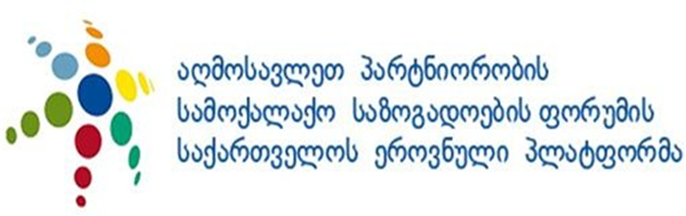 აღმოსავლეთ პარტნიორობის
სამოქალაქო საზოგადოების ფორუმის
საქართველოს ეროვნული პლატფორმა